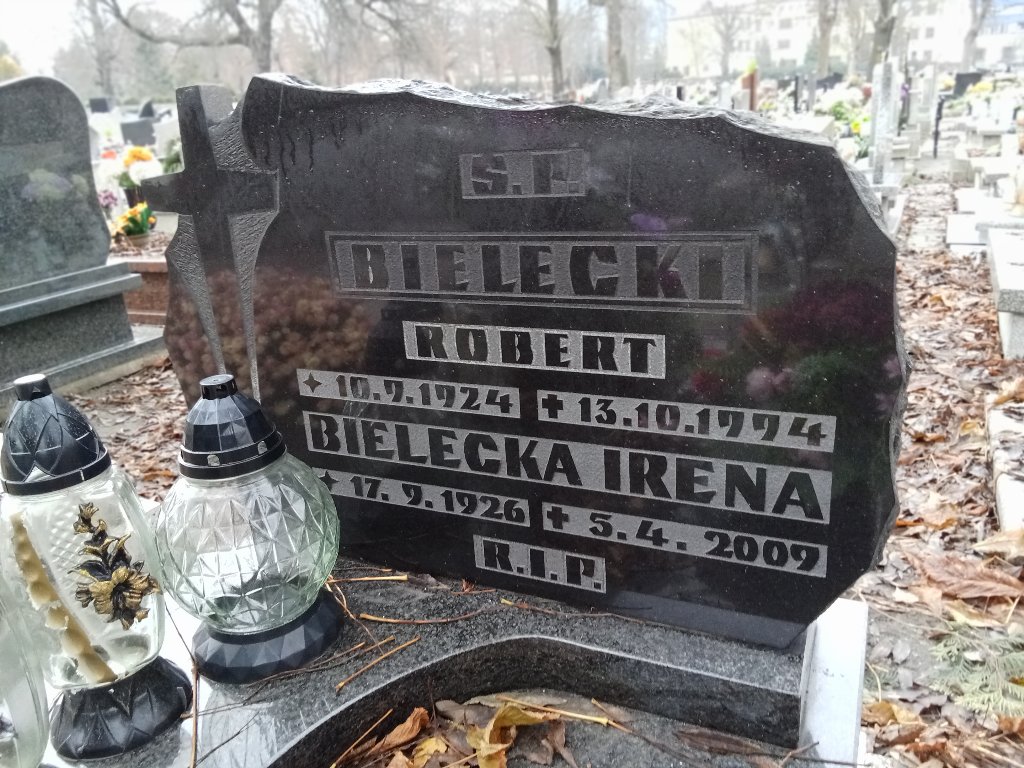 S.P.
BIELECKI
ROBERT
✦ 10.9.1924 ✝ 13.10.1994
BIELECKA IRENA
✦ 17. 9. 1926 ✝ 5. 4. 2009
R.I.P.